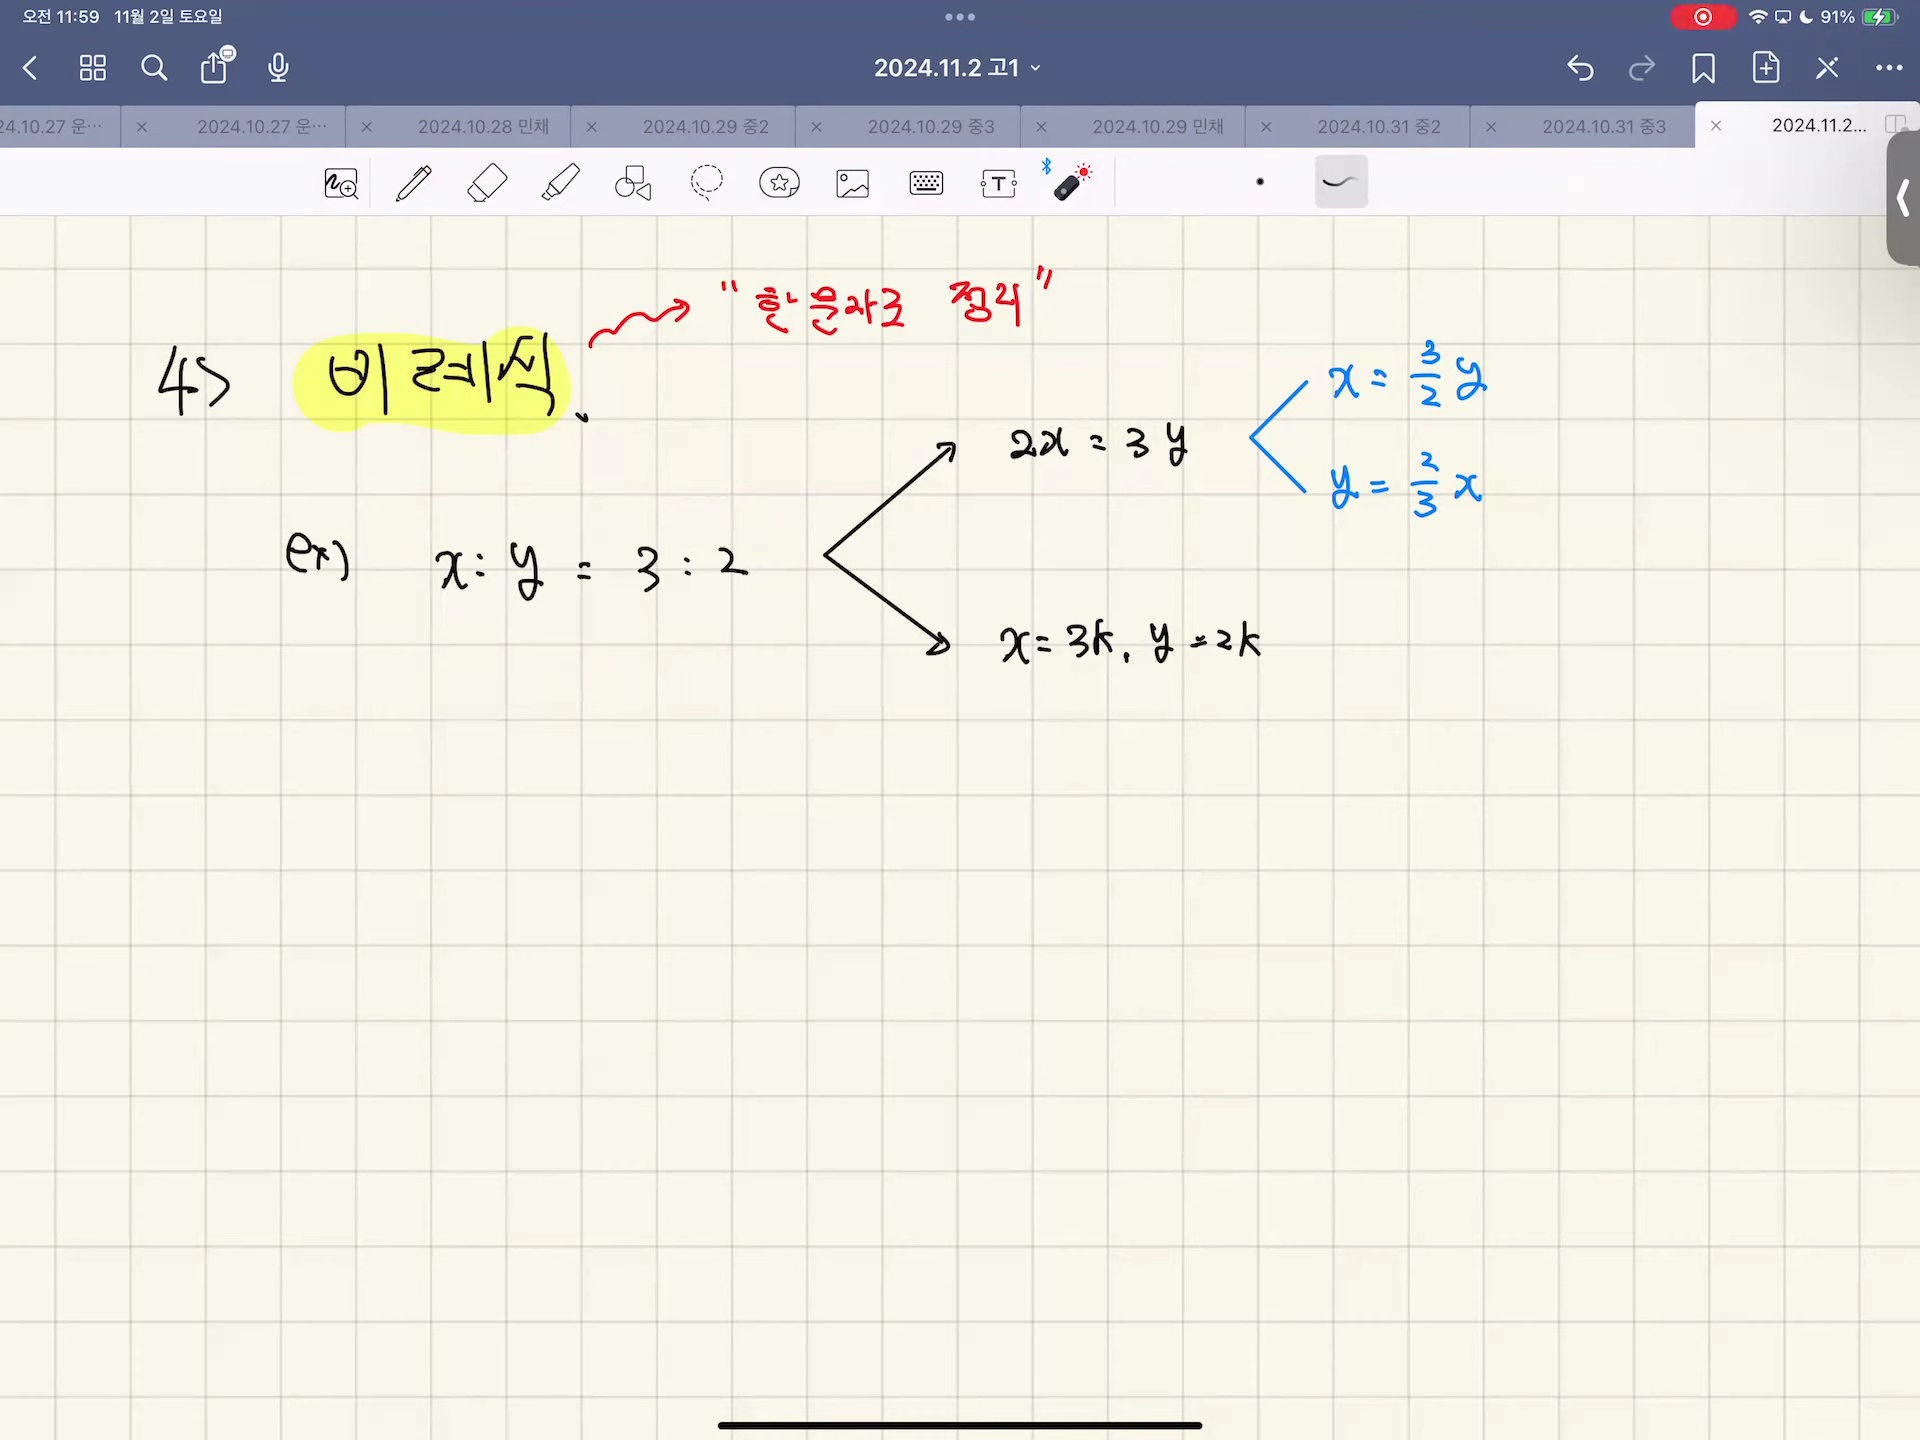 오전 11:59 11월 2일 토요일
91%
2024.11.2 고1
24.10.27 운…
2024.10.27 운…
2024.10.28 민채
2024.10.29 중2
2024.10.29 중3
2024.10.29 민채
2024.10.31 중2
2024.10.31 중3
2024.11.2...
"한 문자로 정리"
4> 비례식.
x = 3/2 y
2x = 3y
y = 2/3 x
ex) x : y = 3 : 2
x = 3k, y = 2k